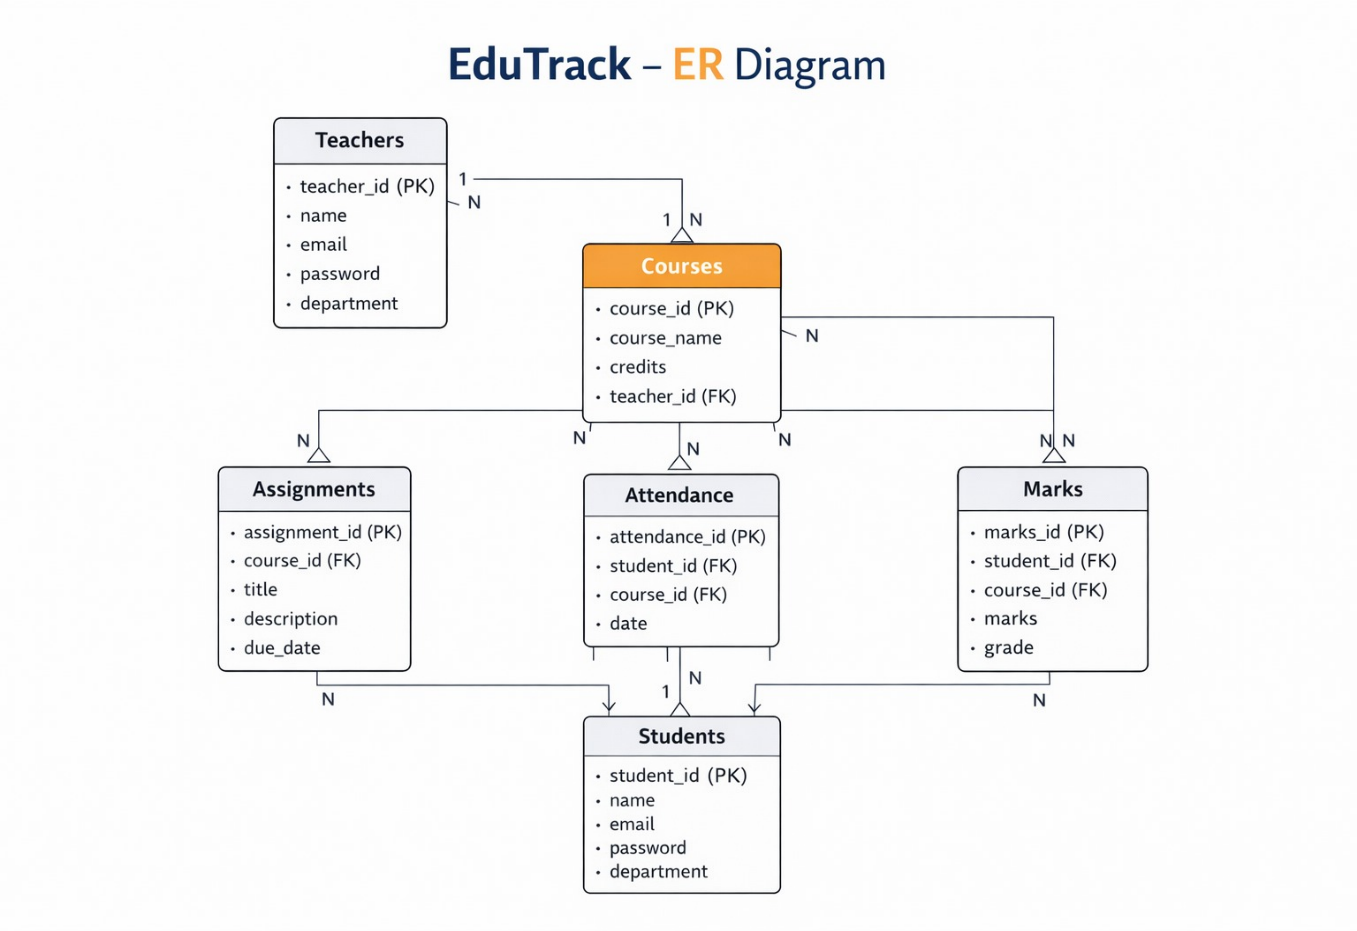 EduTrack – ER Diagram
Teachers
• teacher_id (PK)
• name
• email
• password
• department
1
N
1 N
Courses
• course_id (PK)
• course_name
• credits
• teacher_id (FK)
N
N
N
N
N
N N
Assignments
• assignment_id (PK)
• course_id (FK)
• title
• description
• due_date
Attendance
• attendance_id (PK)
• student_id (FK)
• course_id (FK)
• date
Marks
• marks_id (PK)
• student_id (FK)
• course_id (FK)
• marks
• grade
N
1 N
N
Students
• student_id (PK)
• name
• email
• password
• department